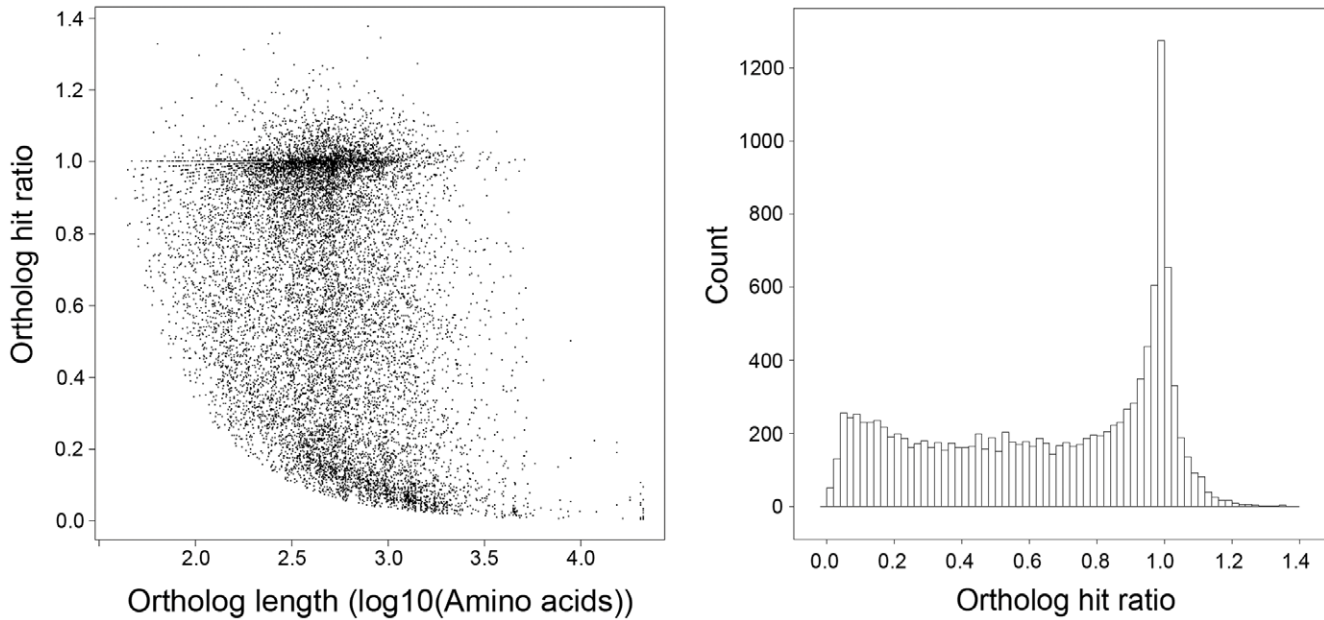 1.4
1.2
1.0
0.8
0.6
0.4
0.2
0.0
Ortholog hit ratio
2.0 2.5 3.0 3.5 4.0
Ortholog length (log10(Amino acids))
1200
1000
800
600
400
200
0
Count
0.0 0.2 0.4 0.6 0.8 1.0 1.2 1.4
Ortholog hit ratio